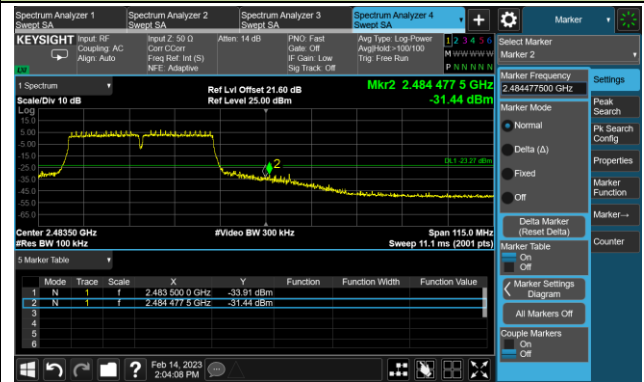 Spectrum Analyzer 1
Swept SA
Spectrum Analyzer 2
Swept SA
Spectrum Analyzer 3
Swept SA
Spectrum Analyzer 4
Swept SA
Marker
KEYSIGHT
Input: RF
Coupling: AC
Align: Auto
Input Z: 50 Ω
Corr CCorr
Freq Ref: Int (S)
NFE: Adaptive
Atten: 14 dB
PNO: Fast
Gate: Off
IF Gain: Low
Sig Track: Off
Avg Type: Log-Power
Avg|Hold >100/100
Trig: Free Run
1 2 3 4 5 6
M W W W W W
P N N N N N
LNI
Select Marker
Marker 2
1 Spectrum
Scale/Div 10 dB
Log
Ref Lvl Offset 21.60 dB
Ref Level 25.00 dBm
Mkr2 2.484 477 5 GHz
-31.44 dBm
15.0
5.00
-5.00
-15.0
-25.0
-35.0
-45.0
-55.0
-65.0
2
DL1 -23.27 dBm
Center 2.48350 GHz
#Res BW 100 kHz
#Video BW 300 kHz
Span 115.0 MHz
Sweep 11.1 ms (2001 pts)
5 Marker Table
Mode Trace Scale X Y Function Function Width Function Value
1 N 1 f 2.483 500 0 GHz -33.91 dBm
2 N 1 f 2.484 477 5 GHz -31.44 dBm
3
4
5
6
Marker Frequency
2.484477500 GHz
Marker Mode
Normal
Delta (Δ)
Fixed
Off
Delta Marker
(Reset Delta)
Marker Table
On
Off
Marker Settings
Diagram
All Markers Off
Couple Markers
On
Off
Settings
Peak
Search
Pk Search
Config
Properties
Marker
Function
Marker→
Counter
Feb 14, 2023
2:04:08 PM